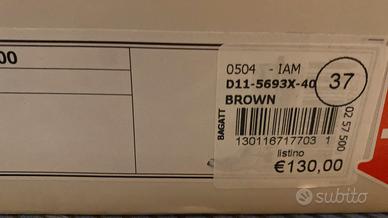 00
0504 - IAM
37
D11-5693X-40
BROWN
BAGATT
02 57 500
130116717703 1
listino
€130,00
subito